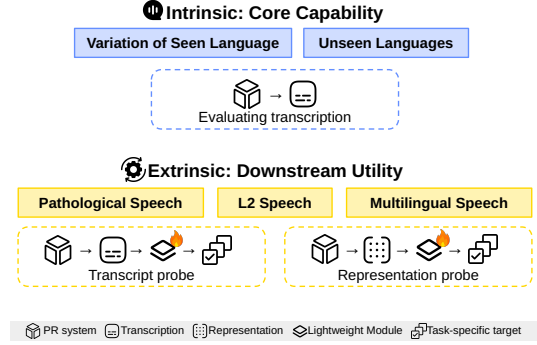 Intrinsic: Core Capability
Variation of Seen Language
Unseen Languages
Evaluating transcription
Extrinsic: Downstream Utility
Pathological Speech
L2 Speech
Multilingual Speech
Transcript probe
Representation probe
PR system Transcription Representation Lightweight Module Task-specific target